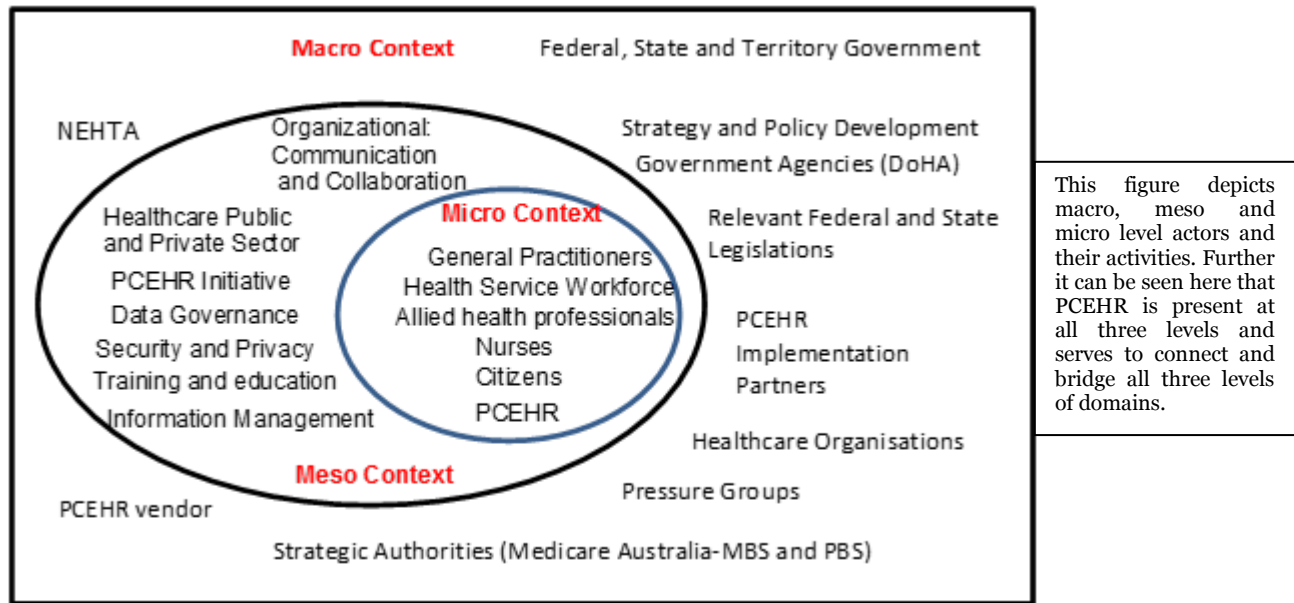 Macro Context
Federal, State and Territory Government
NEHTA
Organizational:
Communication
and Collaboration
Strategy and Policy Development
Government Agencies (DoHA)
Healthcare Public
and Private Sector
PCEHR Initiative
Data Governance
Security and Privacy
Training and education
Information Management
Micro Context
General Practitioners
Health Service Workforce
Allied health professionals
Nurses
Citizens
PCEHR
Relevant Federal and State
Legislations
PCEHR
Implementation
Partners
Healthcare Organisations
Meso Context
Pressure Groups
PCEHR vendor
Strategic Authorities (Medicare Australia-MBS and PBS)
This figure depicts
macro, meso and
micro level actors and
their activities. Further
it can be seen here that
PCEHR is present at
all three levels and
serves to connect and
bridge all three levels
of domains.